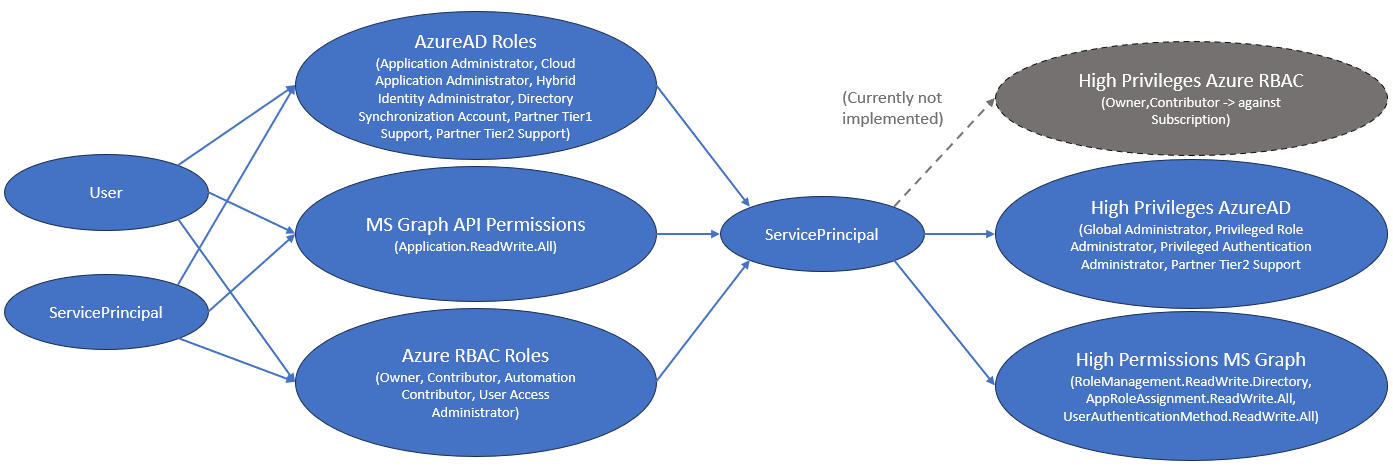 User
ServicePrincipal
AzureAD Roles
(Application Administrator, Cloud
Application Administrator, Hybrid
Identity Administrator, Directory
Synchronization Account, Partner Tier1
Support, Partner Tier2 Support)
MS Graph API Permissions
(Application.ReadWrite.All)
Azure RBAC Roles
(Owner, Contributor, Automation
Contributor, User Access
Administrator)
ServicePrincipal
(Currently not
implemented)
High Privileges Azure RBAC
(Owner,Contributor -> against
Subscription)
High Privileges AzureAD
(Global Administrator, Privileged Role
Administrator, Privileged Authentication
Administrator, Partner Tier2 Support
High Permissions MS Graph
(RoleManagement.ReadWrite.Directory,
AppRoleAssignment.ReadWrite.All,
UserAuthenticationMethod.ReadWrite.All)